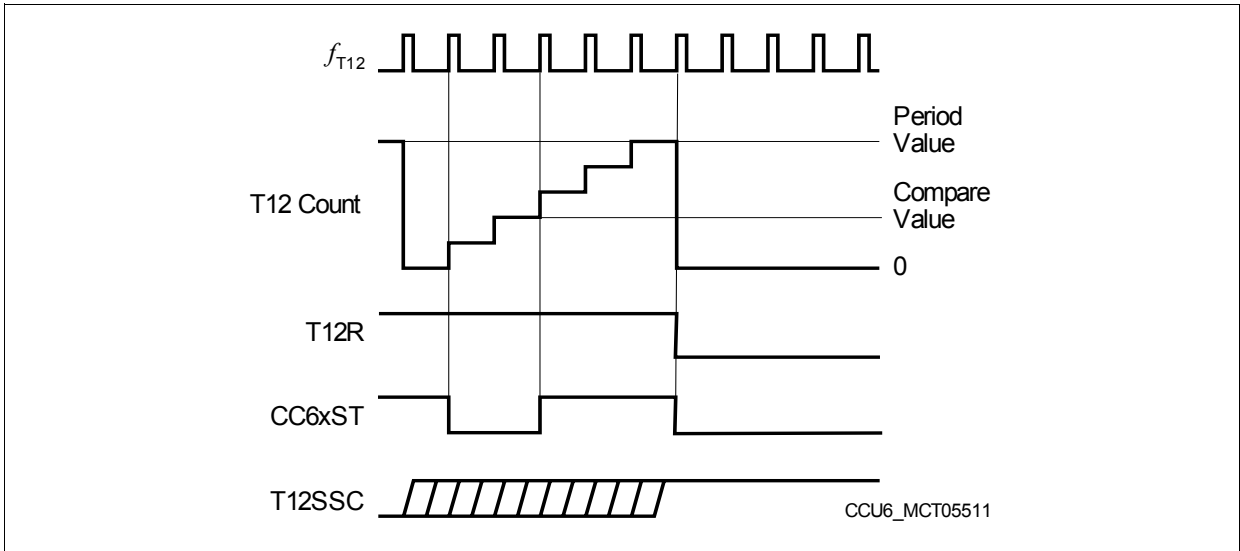 fT12
Period
Value
T12 Count
Compare
Value
0
T12R
CC6xST
T12SSC
CCU6_MCT05511